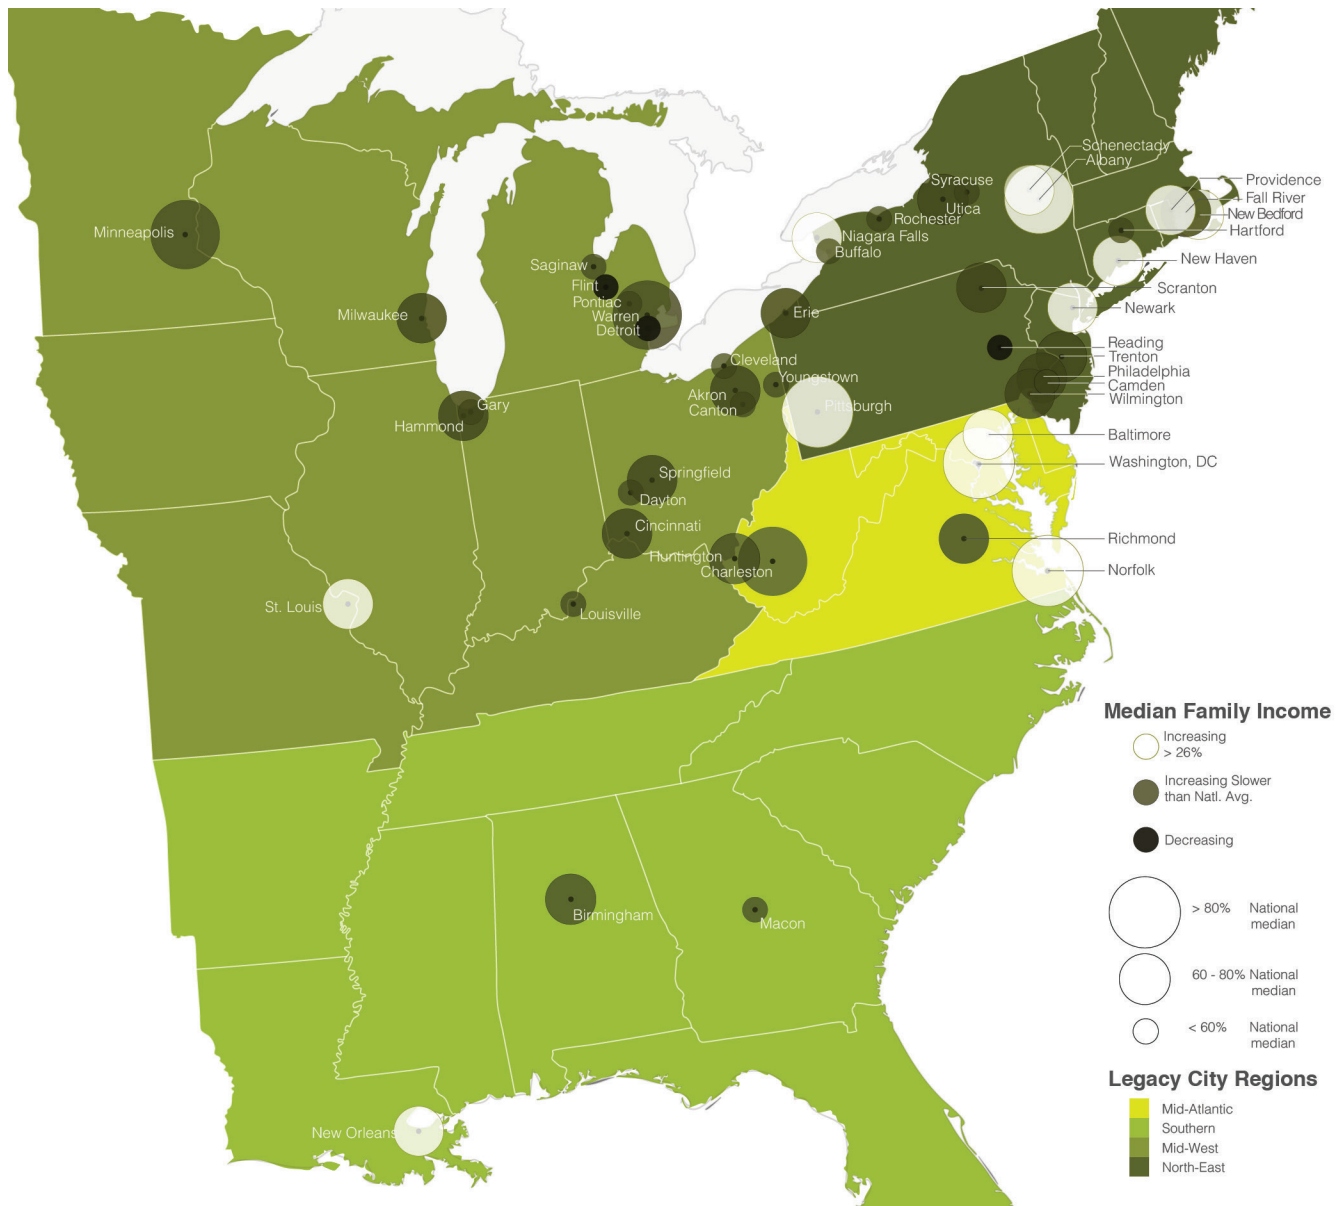 Schenectady
Albany
Providence
Fall River
New Bedford
Hartford
Syracuse
Utica
Rochester
Niagara Falls
Buffalo
New Haven
Minneapolis
Saginaw
Flint
Pontiac
Warren
Detroit
Milwaukee
Erie
Scranton
Newark
Reading
Trenton
Philadelphia
Camden
Wilmington
Cleveland
Youngstown
Akron
Canton
Pittsburgh
Gary
Hammond
Baltimore
Washington, DC
Springfield
Dayton
Cincinnati
Huntington
Charleston
Richmond
Norfolk
St. Louis
Louisville
Birmingham
Macon
New Orleans
Median Family Income
Increasing
> 26%
Increasing Slower
than Natl. Avg.
Decreasing
> 80% National
median
60 - 80% National
median
< 60% National
median
Legacy City Regions
Mid-Atlantic
Southern
Mid-West
North-East